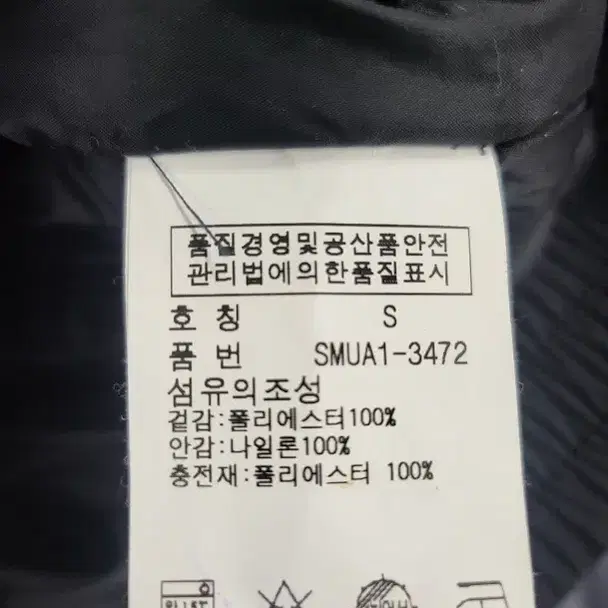 품질경영및공산품안전
관리법에의한품질표시
호 칭 S
품 번 SMUA1-3472
섬유의조성
겉감:폴리에스터100%
안감:나일론100%
충전재:폴리에스터 100%